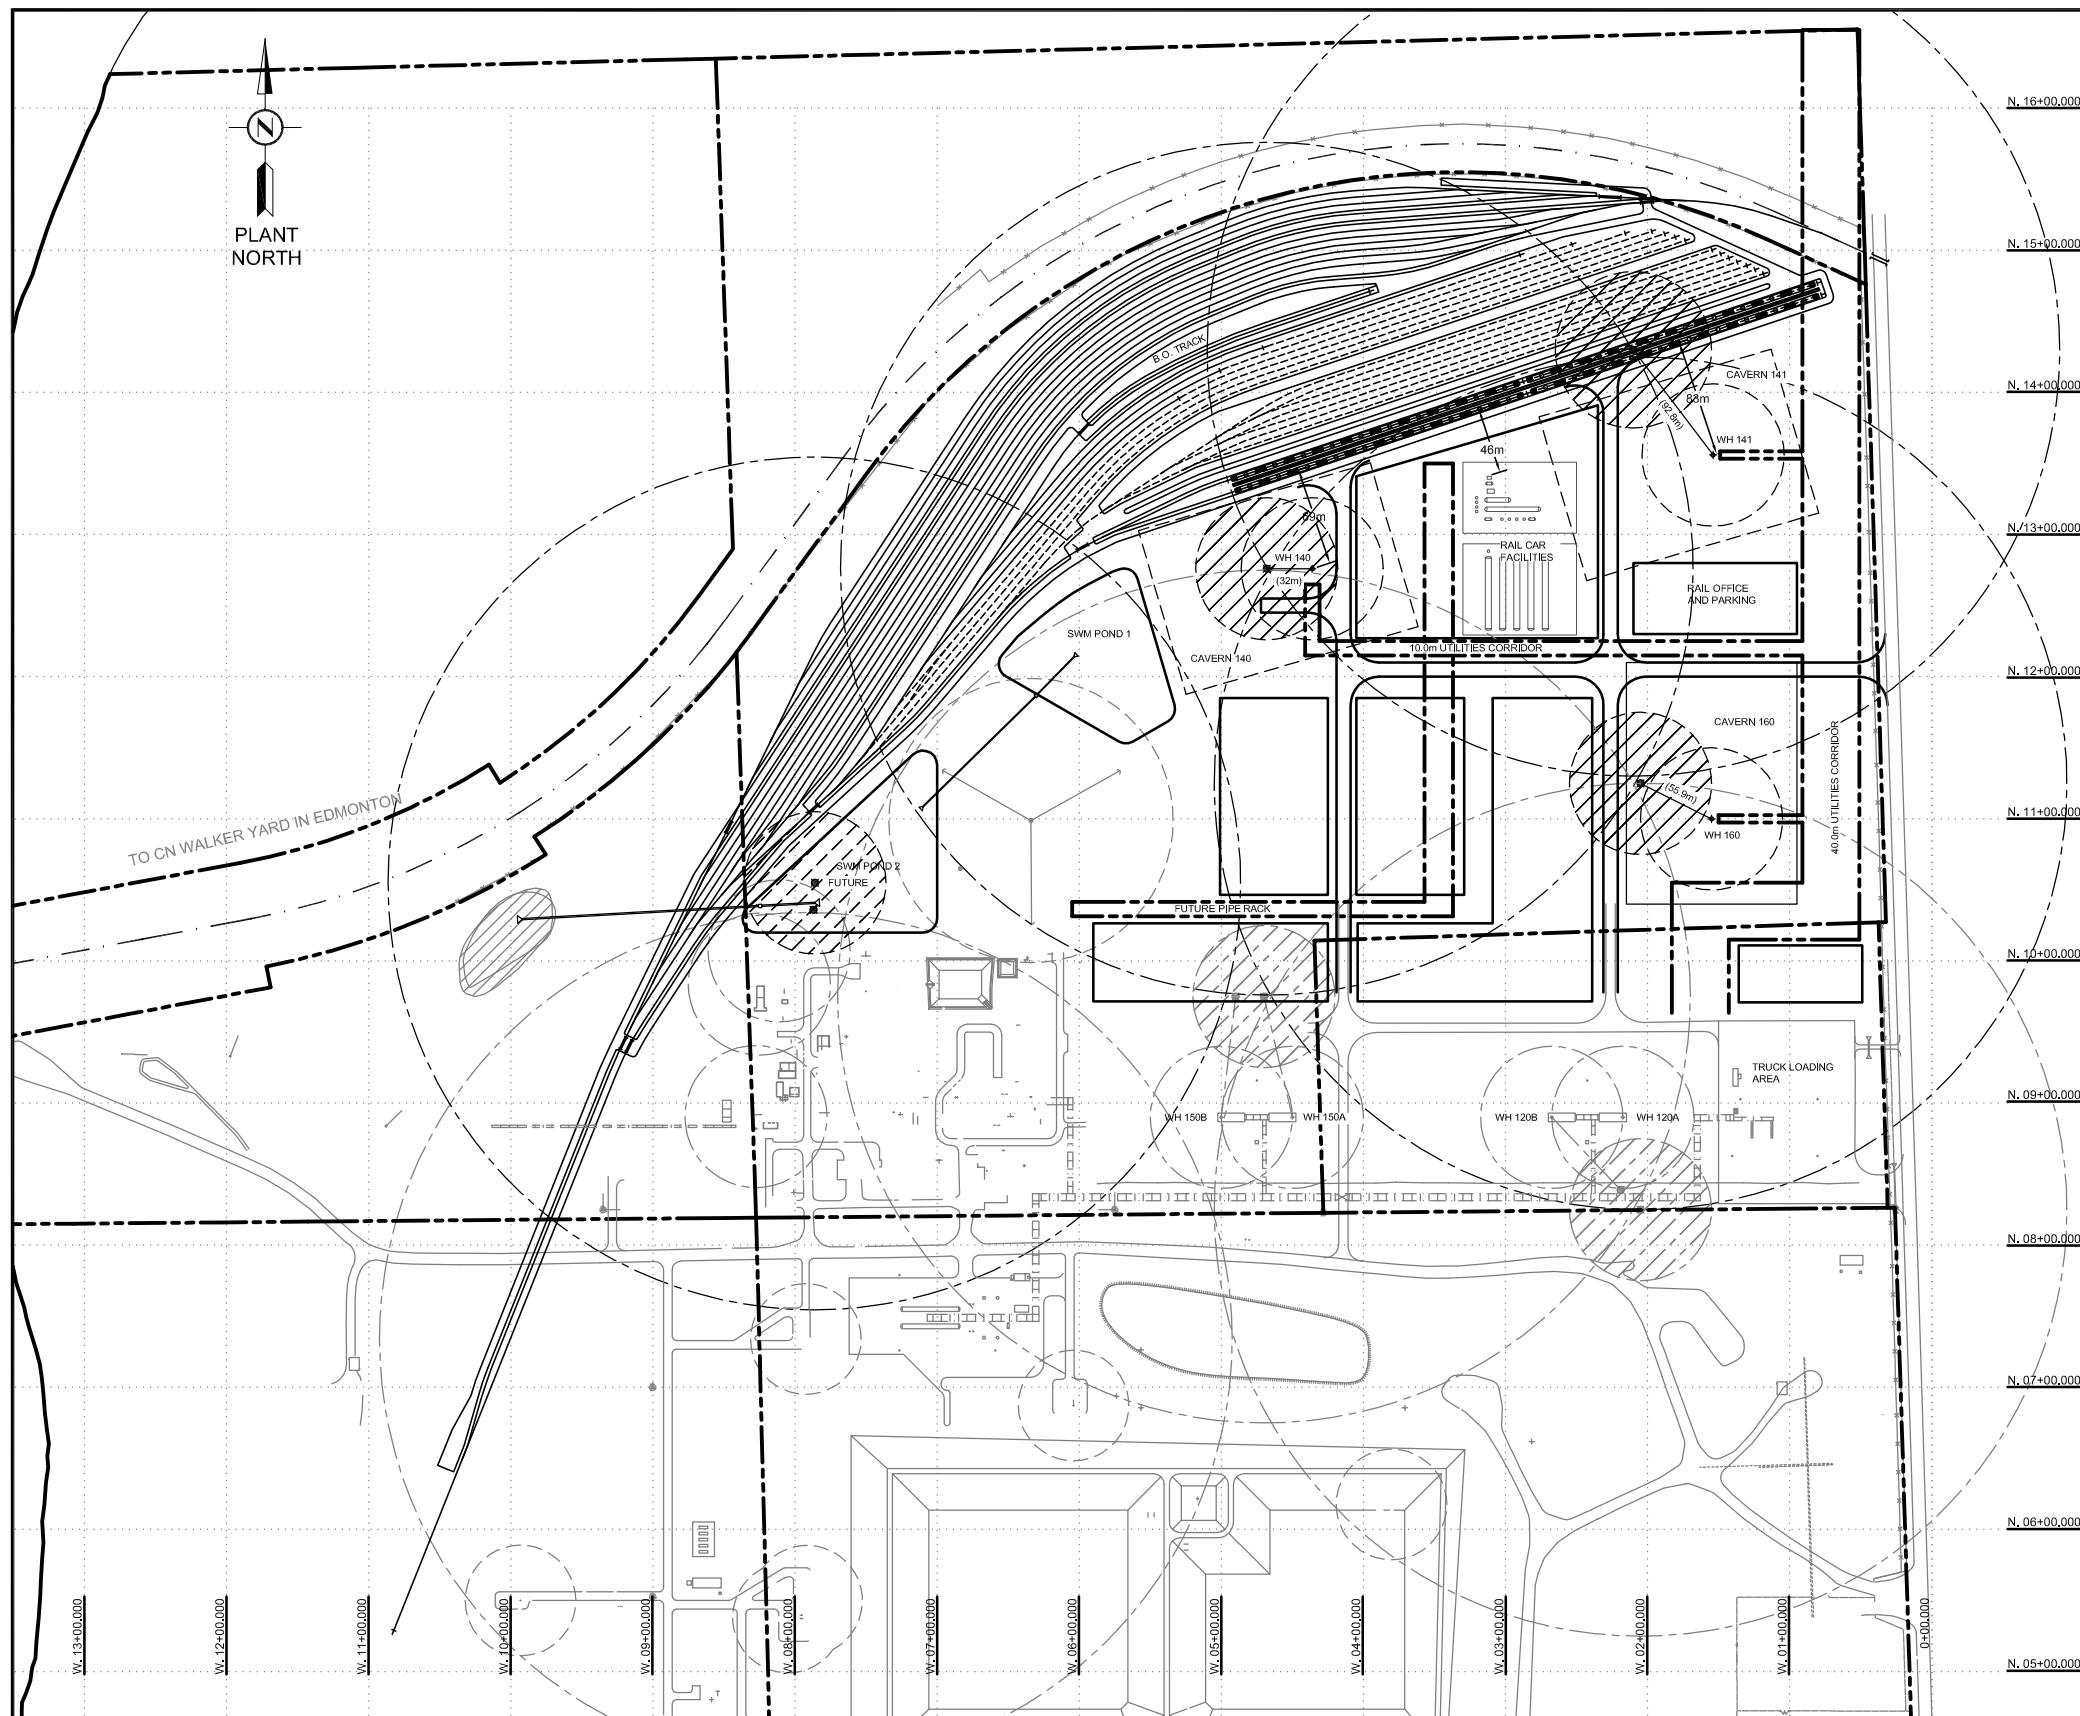 N
PLANT
NORTH
N. 16+00.000
N. 15+00.000
B.O. TRACK
CAVERN 141
N. 14+00.000
83m
(92.8m)
WH 141
46m
69m
N. 13+00.000
RAIL CAR
FACILITIES
WH 140
(32m)
RAIL OFFICE
AND PARKING
SWM POND 1
10.0m UTILITIES CORRIDOR
CAVERN 140
N. 12+00.000
CAVERN 160
40.0m UTILITIES CORRIDOR
(55.9m)
TO CN WALKER YARD IN EDMONTON
N. 11+00.000
WH 160
SWM POND 2
FUTURE
FUTURE PIPE RACK
N. 10+00.000
TRUCK LOADING
AREA
N. 09+00.000
WH 150B
WH 150A
WH 120B
WH 120A
N. 08+00.000
N. 07+00.000
N. 06+00.000
W. 13+00.000
W. 12+00.000
W. 11+00.000
W. 10+00.000
W. 09+00.000
W. 08+00.000
W. 07+00.000
W. 06+00.000
W. 05+00.000
W. 04+00.000
W. 03+00.000
W. 02+00.000
W. 01+00.000
0+00.000
N. 05+00.000